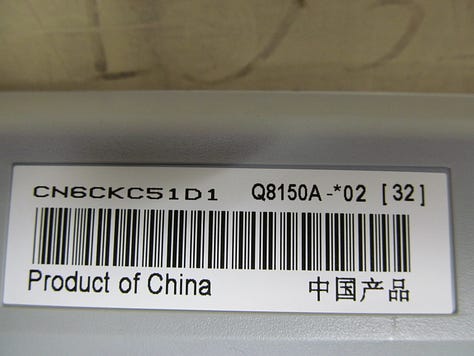 CN6CKC51D1 Q8150A-*02 [32]
Product of China 中国产品